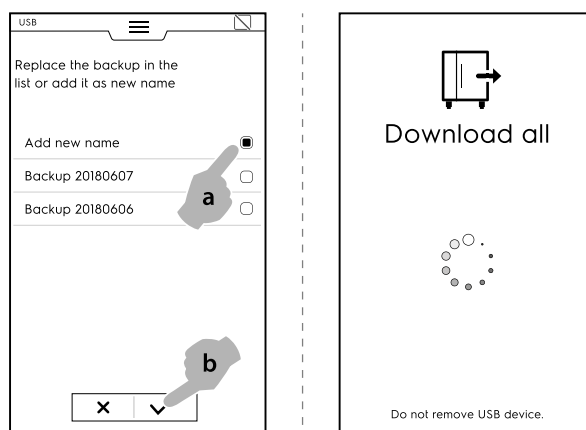 USB
Replace the backup in the
list or add it as new name
Add new name
Backup 20180607
Backup 20180606
a
b
Download all
Do not remove USB device.